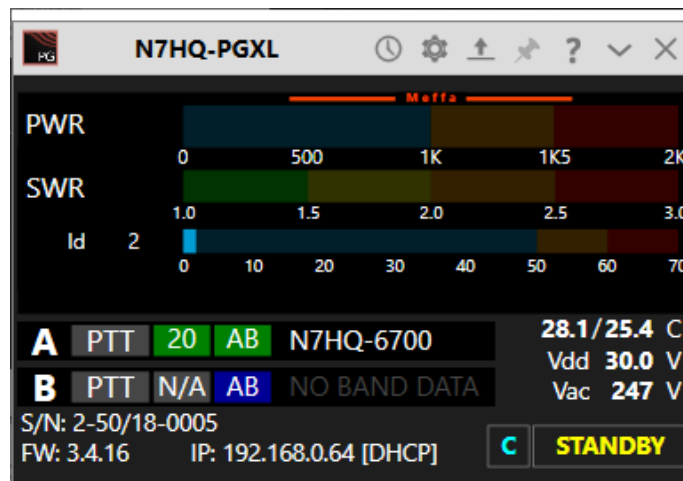 PG N7HQ-PGXL ?
Meffa
PWR
0 500 1K 1K5 2K
SWR
1.0 1.5 2.0 2.5 3.0
Id 2
0 10 20 30 40 50 60 70
A PTT 20 AB N7HQ-6700 28.1/25.4 C
Vdd 30.0 V
B PTT N/A AB NO BAND DATA Vac 247 V
S/N: 2-50/18-0005
FW: 3.4.16 IP: 192.168.0.64 [DHCP] C STANDBY